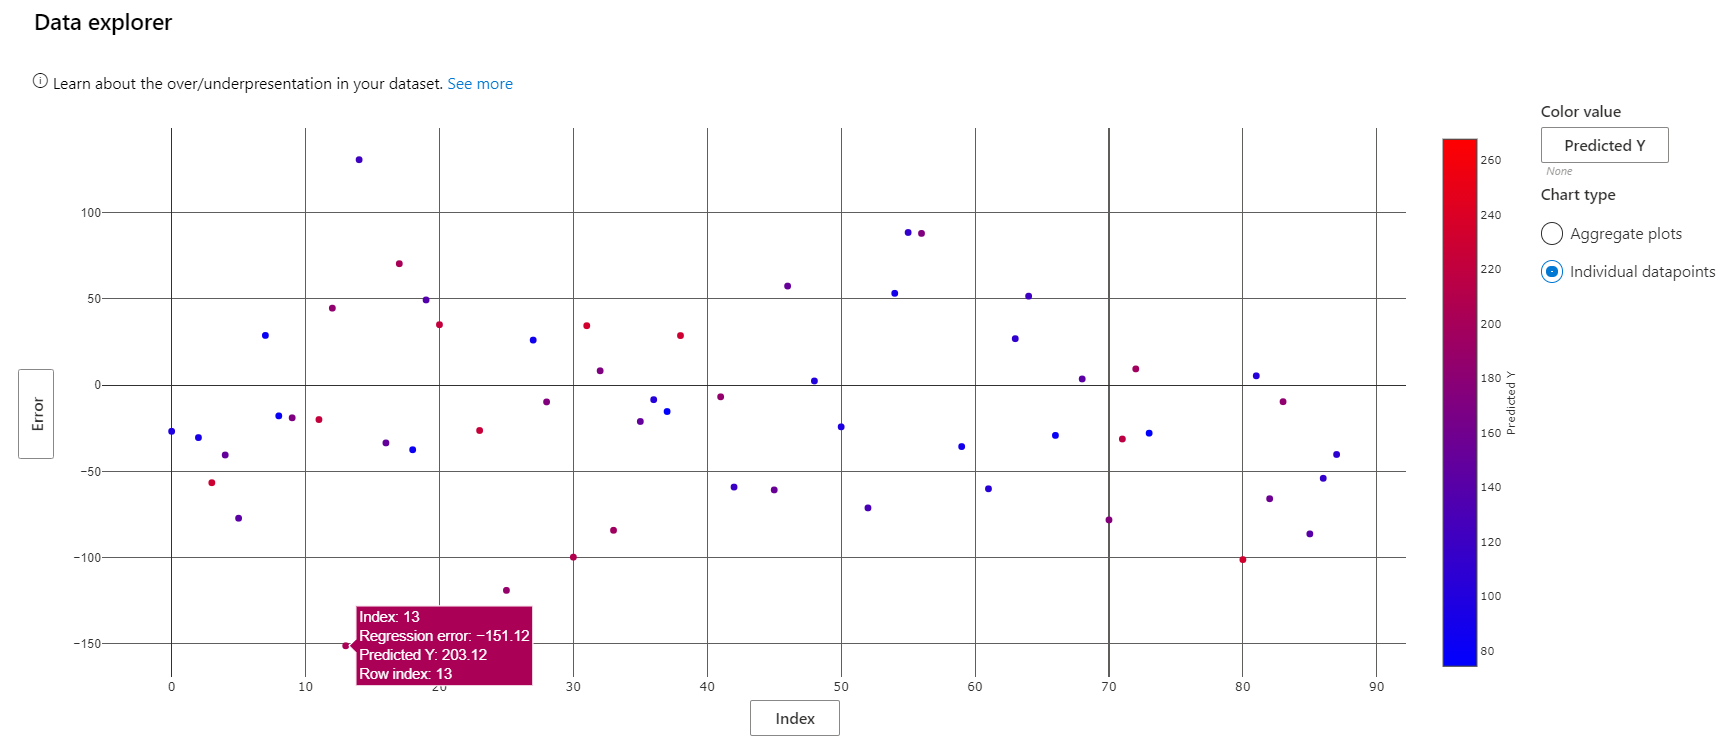 Data explorer
Learn about the over/underpresentation in your dataset. See more
Color value
Predicted Y
None
Chart type
Aggregate plots
Individual datapoints
260
240
220
200
180
160
140
120
100
80
Predicted Y
100
50
0
−50
−100
−150
Error
Index: 13
Regression error: −151.12
Predicted Y: 203.12
Row index: 13
0 10 20 30 40 50 60 70 80 90
Index